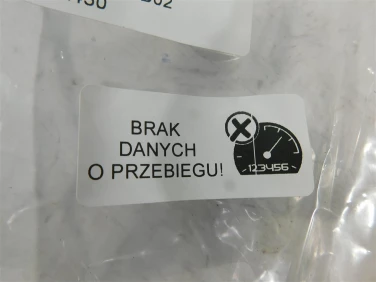 BRAK
DANYCH
O PRZEBIEGU!
123456